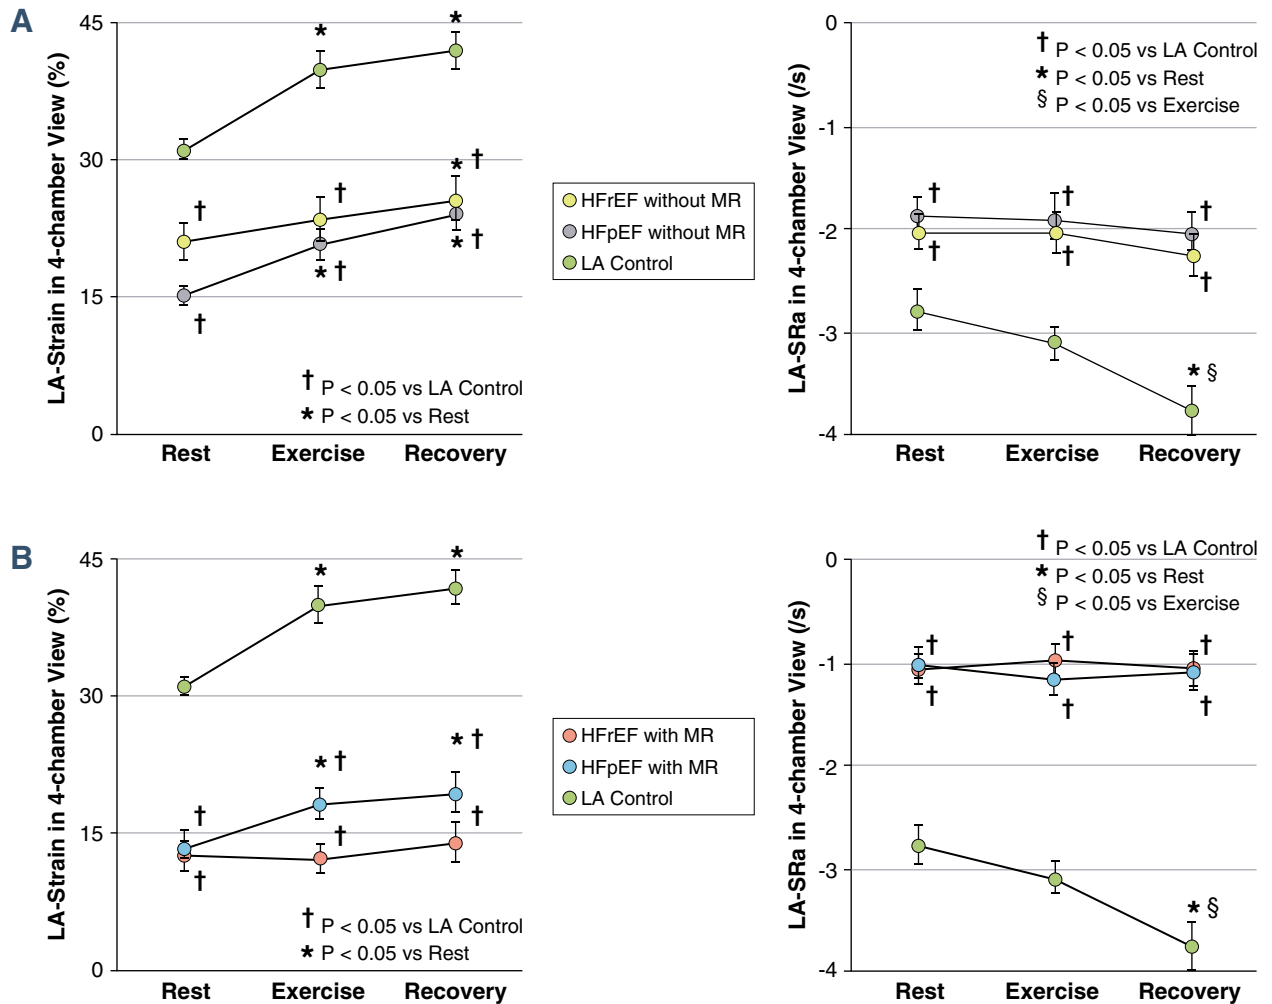 A
LA-Strain in 4-chamber View (%)
45
30
15
0
* *
† † * †
† * † * †
† P < 0.05 vs LA Control
* P < 0.05 vs Rest
Rest Exercise Recovery
HFrEF without MR
HFpEF without MR
LA Control
LA-SRa in 4-chamber View (/s)
0
-1
-2
-3
-4
† P < 0.05 vs LA Control
* P < 0.05 vs Rest
§ P < 0.05 vs Exercise
† † †
† † †
* §
Rest Exercise Recovery
B
LA-Strain in 4-chamber View (%)
45
30
15
0
* *
† * † * †
† † †
† P < 0.05 vs LA Control
* P < 0.05 vs Rest
Rest Exercise Recovery
HFrEF with MR
HFpEF with MR
LA Control
LA-SRa in 4-chamber View (/s)
0
-1
-2
-3
-4
† P < 0.05 vs LA Control
* P < 0.05 vs Rest
§ P < 0.05 vs Exercise
† † †
† † †
* §
Rest Exercise Recovery